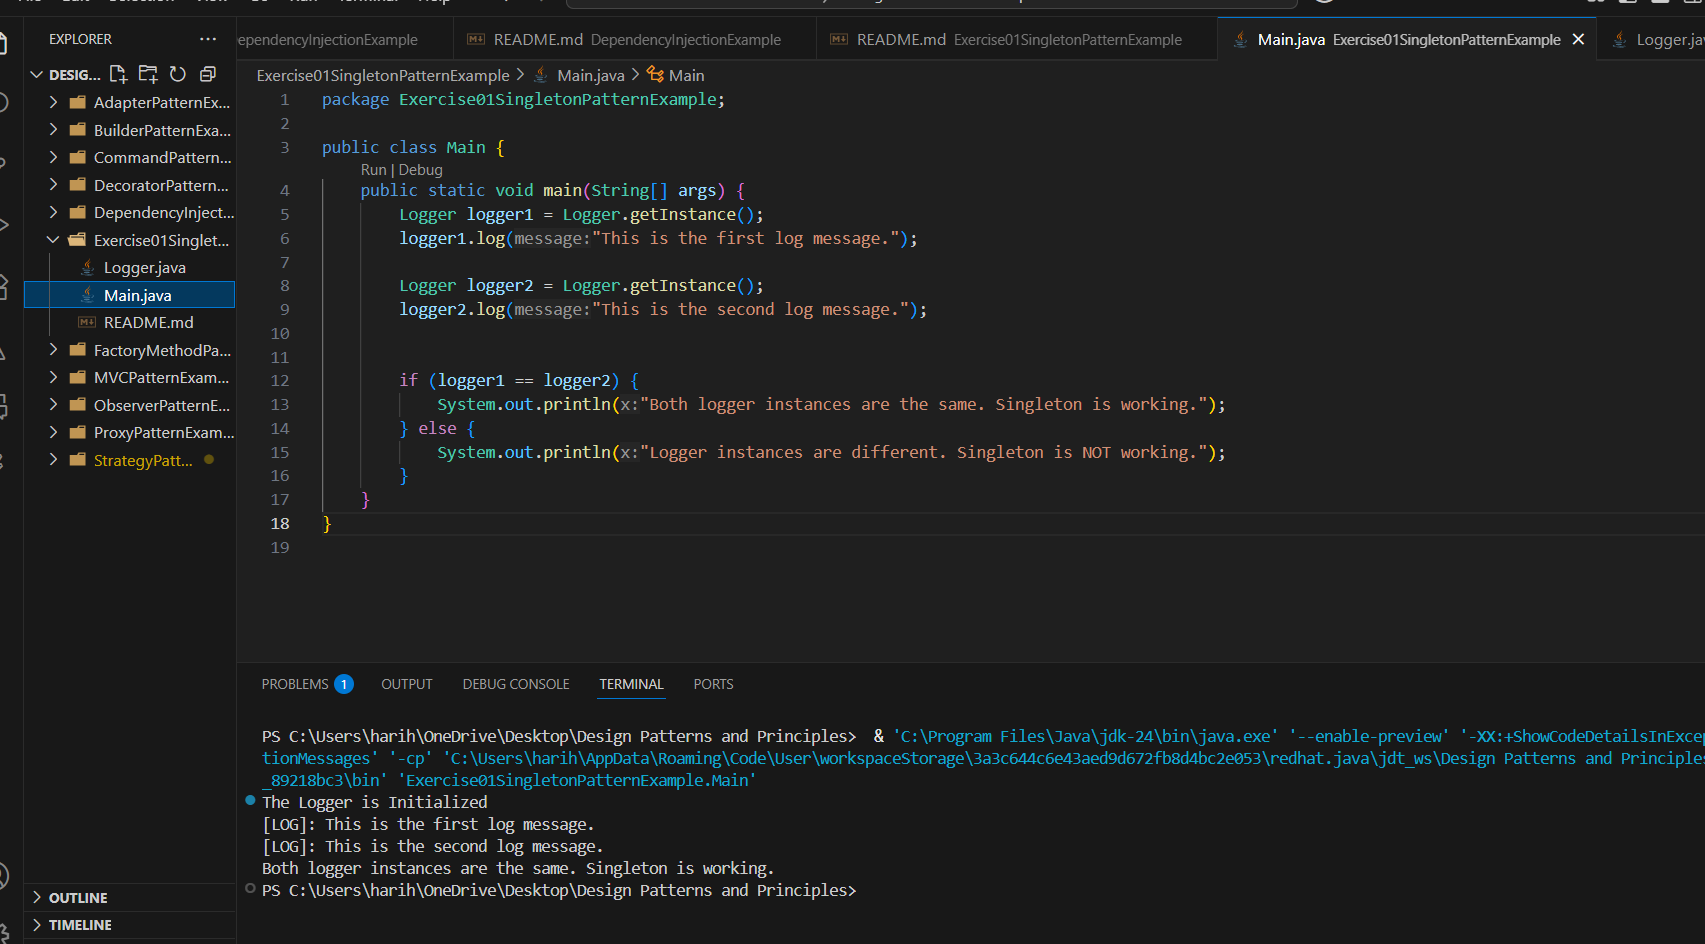 EXPLORER
ependencyInjectionExample
README.md DependencyInjectionExample
README.md Exercise01SingletonPatternExample
Main.java Exercise01SingletonPatternExample
Logger.jav
DESIG...
AdapterPatternEx...
BuilderPatternExa...
CommandPattern...
DecoratorPattern...
DependencyInject...
Exercise01Singlet...
Logger.java
Main.java
README.md
FactoryMethodPa...
MVCPatternExam...
ObserverPatternE...
ProxyPatternExam...
StrategyPatt...
OUTLINE
TIMELINE
Exercise01SingletonPatternExample > Main.java > Main
1 package Exercise01SingletonPatternExample;
2
3 public class Main {
Run | Debug
4 public static void main(String[] args) {
5 Logger logger1 = Logger.getInstance();
6 logger1.log(message:"This is the first log message.");
7
8 Logger logger2 = Logger.getInstance();
9 logger2.log(message:"This is the second log message.");
10
11
12 if (logger1 == logger2) {
13 System.out.println(x:"Both logger instances are the same. Singleton is working.");
14 } else {
15 System.out.println(x:"Logger instances are different. Singleton is NOT working.");
16 }
17 }
18 }
19
PROBLEMS 1 OUTPUT DEBUG CONSOLE TERMINAL PORTS
PS C:\Users\harih\OneDrive\Desktop\Design Patterns and Principles> & 'C:\Program Files\Java\jdk-24\bin\java.exe' '--enable-preview' '-XX:+ShowCodeDetailsInExcep
tionMessages' '-cp' 'C:\Users\harih\AppData\Roaming\Code\User\workspaceStorage\3a3c644c6e43aed9d672fb8d4bc2e053\redhat.java\jdt_ws\Design Patterns and Principles
_89218bc3\bin' 'Exercise01SingletonPatternExample.Main'
The Logger is Initialized
[LOG]: This is the first log message.
[LOG]: This is the second log message.
Both logger instances are the same. Singleton is working.
PS C:\Users\harih\OneDrive\Desktop\Design Patterns and Principles>